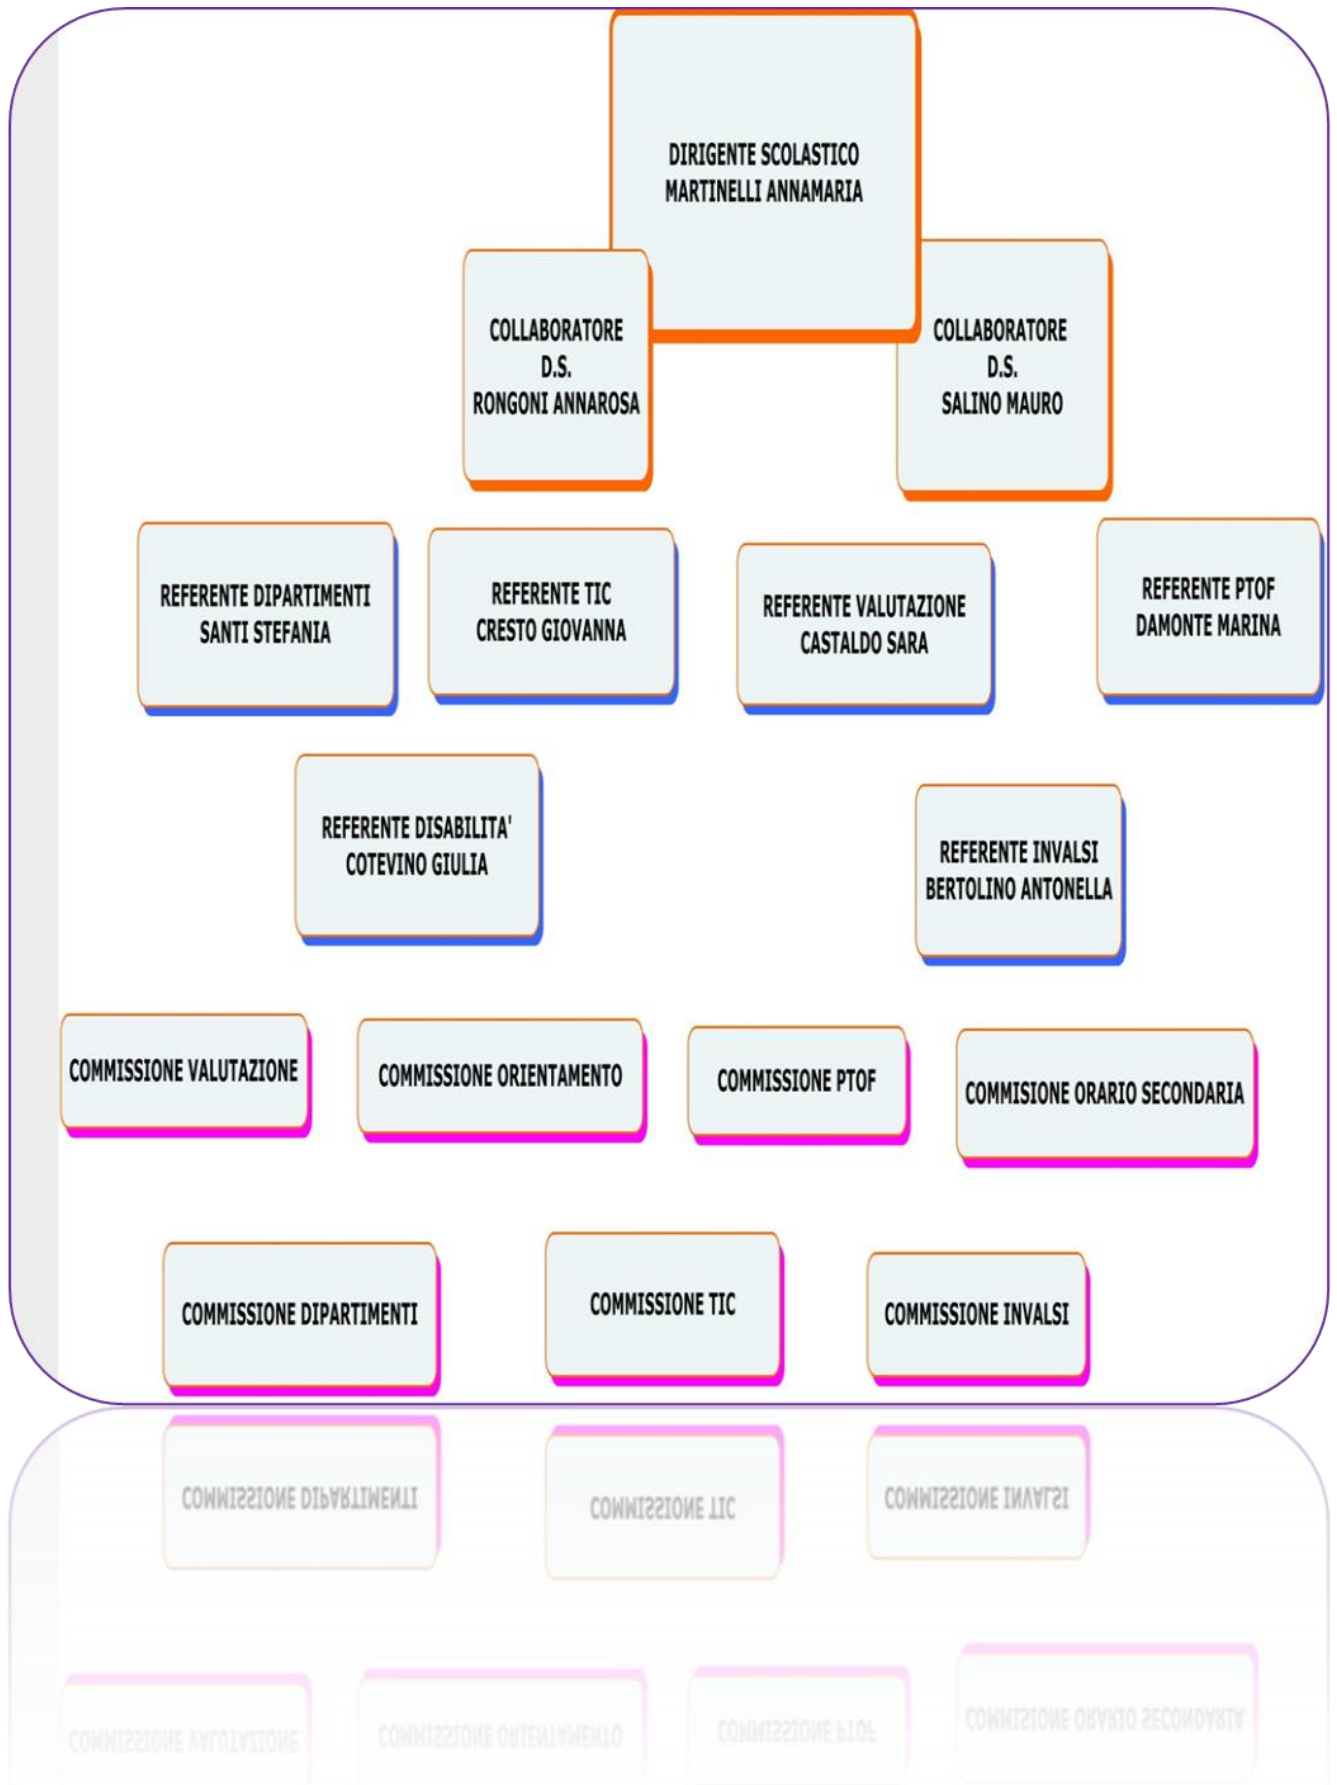 DIRIGENTE SCOLASTICO
MARTINELLI ANNAMARIA
COLLABORATORE
D.S.
RONGONI ANNAROSA
COLLABORATORE
D.S.
SALINO MAURO
REFERENTE DIPARTIMENTI
SANTI STEFANIA
REFERENTE TIC
CRESTO GIOVANNA
REFERENTE VALUTAZIONE
CASTALDO SARA
REFERENTE PTOF
DAMONTE MARINA
REFERENTE DISABILITA'
COTEVINO GIULIA
REFERENTE INVALSI
BERTOLINO ANTONELLA
COMMISSIONE VALUTAZIONE
COMMISSIONE ORIENTAMENTO
COMMISSIONE PTOF
COMMISIONE ORARIO SECONDARIA
COMMISSIONE DIPARTIMENTI
COMMISSIONE TIC
COMMISSIONE INVALSI